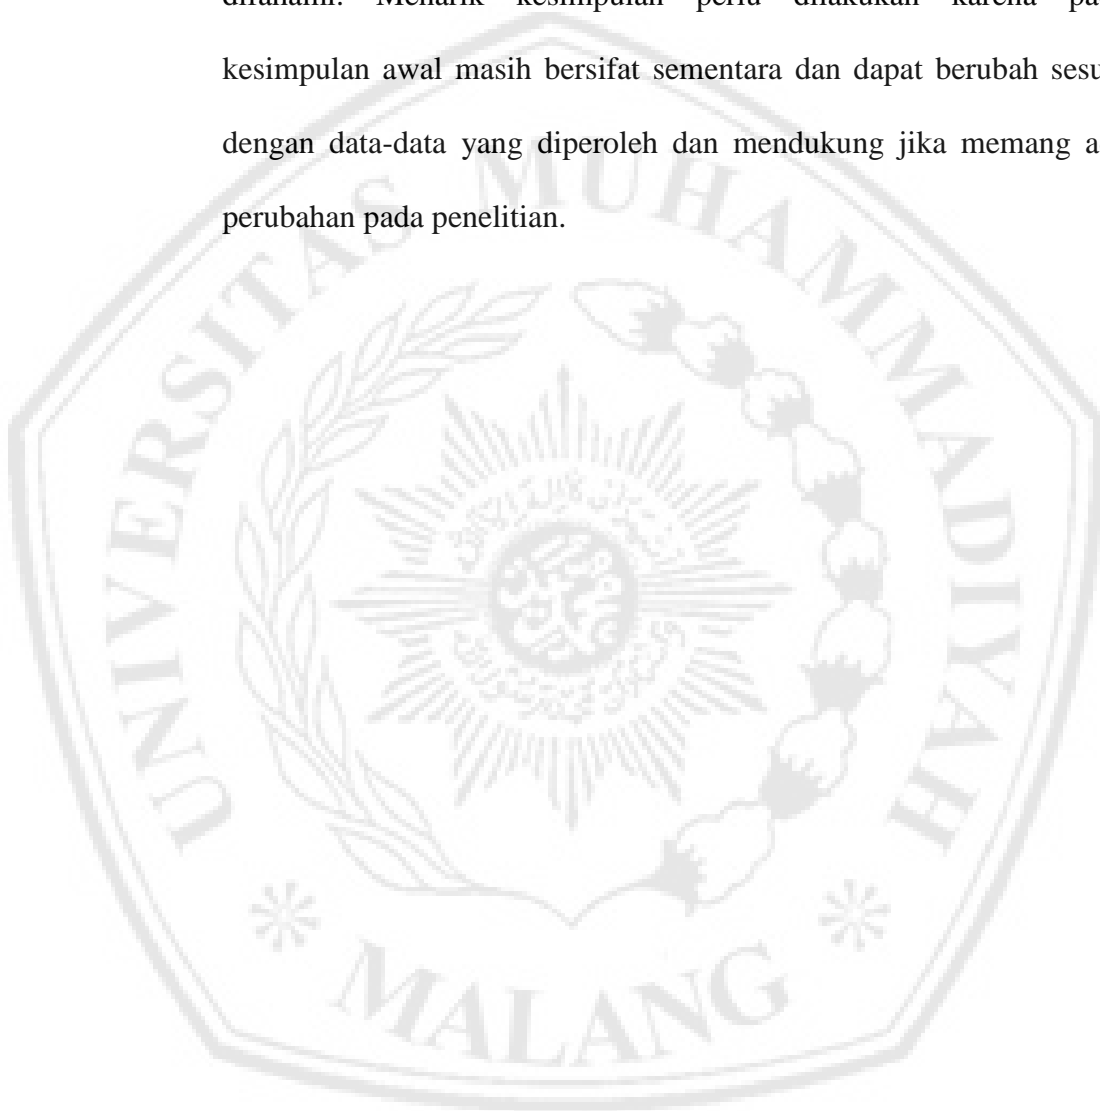 difahami. Menarik kesimpulan perlu dilakukan karena pa
kesimpulan awal masih bersifat sementara dan dapat berubah sesu
dengan data-data yang diperoleh dan mendukung jika memang a
perubahan pada penelitian.
UNIVERSITAS MUHAMMADIYAH
MALANG